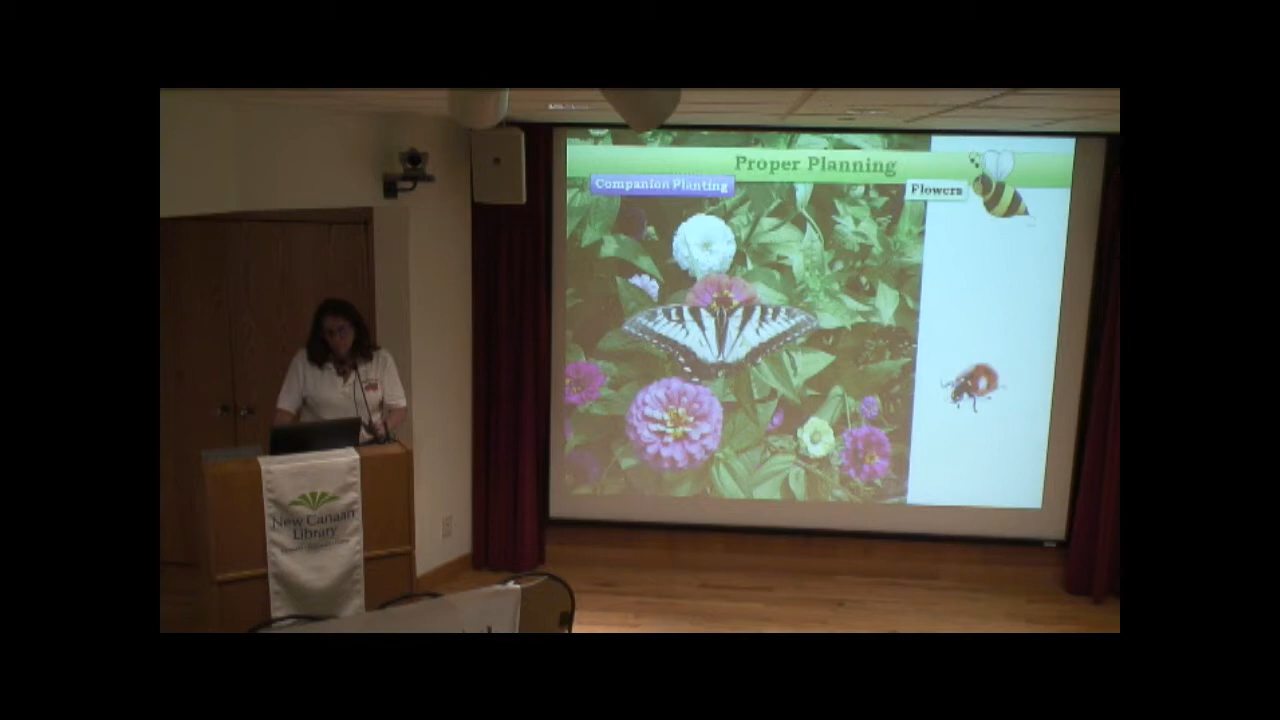 Proper Planning
Companion Planting
Flowers
New Canaan
Library